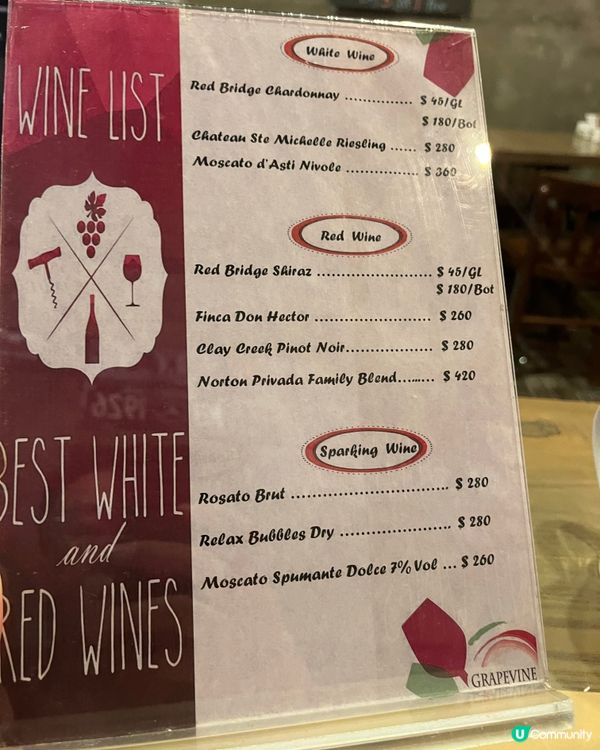 WINE LIST
BEST WHITE
and
RED WINES
White Wine
Red Bridge Chardonnay .............. $ 45/GL
$ 180/Bot
Chateau Ste Michelle Riesling ...... $ 280
Moscato d'Asti Nivole ................ $ 360
Red Wine
Red Bridge Shiraz ....................... $ 45/GL
$ 180/Bot
Finca Don Hector ....................... $ 260
Clay Creek Pinot Noir................. $ 280
Norton Privada Family Blend......... $ 420
Sparking Wine
Rosato Brut .............................. $ 280
Relax Bubbles Dry ...................... $ 280
Moscato Spumante Dolce 7% Vol ... $ 260
GRAPEVINE
U Community